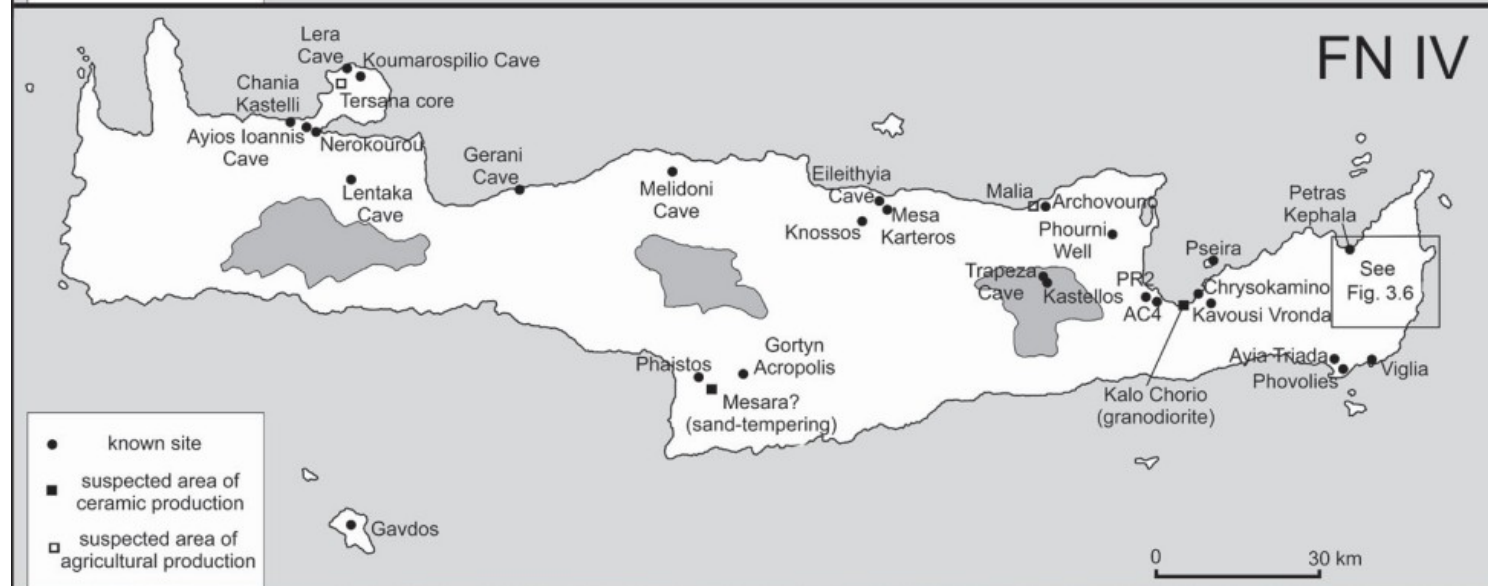 FN IV
Lera
Cave
Koumarospilio Cave
Chania
Kastelli
Tersana core
Ayios Ioannis
Cave
Nerokourou
Lentaka
Cave
Gerani
Cave
Melidoni
Cave
Eileithyia
Cave
Mesa
Karteros
Knossos
Malia
Archovouno
Phourni
Well
Trapeza
Cave
Kastellos
PR2
AC4
Pseira
Chrysokamino
Kavousi Vronda
Petras
Kephala
See
Fig. 3.6
Ayia Triada
Phovolies
Viglia
Kalo Chorio
(granodiorite)
Phaistos
Gortyn
Acropolis
Mesara?
(sand-tempering)
Gavdos
known site
suspected area of
ceramic production
suspected area of
agricultural production
0 30 km